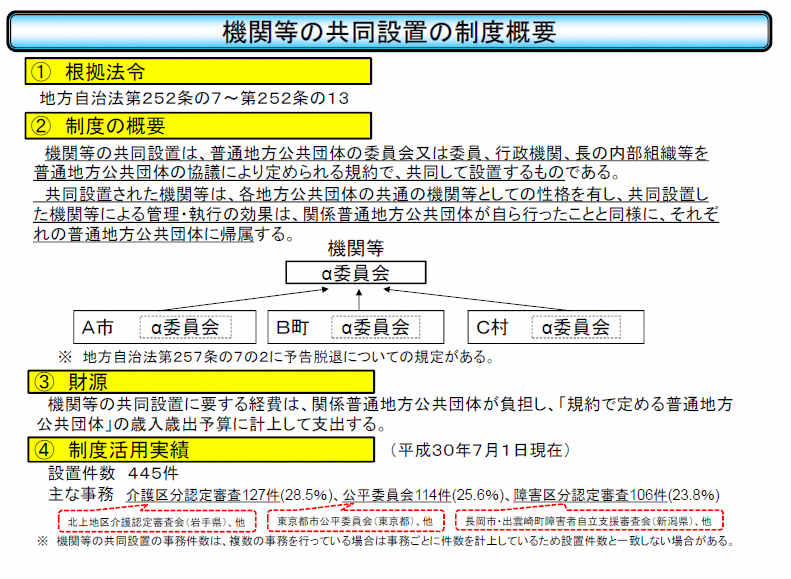 機関等の共同設置の制度概要
① 根拠法令
地方自治法第252条の7～第252条の13
② 制度の概要
機関等の共同設置は、普通地方公共団体の委員会又は委員、行政機関、長の内部組織等を
普通地方公共団体の協議により定められる規約で、共同して設置するものである。
共同設置された機関等は、各地方公共団体の共通の機関等としての性格を有し、共同設置し
た機関等による管理・執行の効果は、関係普通地方公共団体が自ら行ったことと同様に、それぞ
れの普通地方公共団体に帰属する。
機関等
α委員会
A市 α委員会 B町 α委員会 C村 α委員会
※ 地方自治法第257条の7の2に予告脱退についての規定がある。
③ 財源
機関等の共同設置に要する経費は、関係普通地方公共団体が負担し、「規約で定める普通地方
公共団体」の歳入歳出予算に計上して支出する。
④ 制度活用実績 （平成30年7月1日現在）
設置件数 445件
主な事務 介護区分認定審査127件(28.5%)、公平委員会114件(25.6%)、障害区分認定審査106件(23.8%)
北上地区介護認定審査会（岩手県）、他 東京都市公平委員会（東京都）、他 長岡市・出雲崎町障害者自立支援審査会（新潟県）、他
※ 機関等の共同設置の事務件数は、複数の事務を行っている場合は事務ごとに件数を計上しているため設置件数と一致しない場合がある。